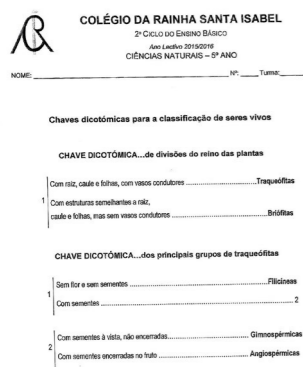 COLÉGIO DA RAINHA SANTA ISABEL
2º CICLO DO ENSINO BÁSICO
Ano Lectivo 2015/2016
CIÊNCIAS NATURAIS – 5º ANO
NOME: Nº: Turma:
Chaves dicotómicas para a classificação de seres vivos
CHAVE DICOTÓMICA...de divisões do reino das plantas
Com raiz, caule e folhas, com vasos condutores ......Traqueófitas
1
Com estruturas semelhantes a raiz,
caule e folhas, mas sem vasos condutores ...... Briófitas
CHAVE DICOTÓMICA...dos principais grupos de traqueófitas
Sem flor e sem sementes ......Filicíneas
1
Com sementes ...... 2
Com sementes à vista, não encerradas...... Gimnospérmicas
2
Com sementes encerradas no fruto ...... Angiospérmicas